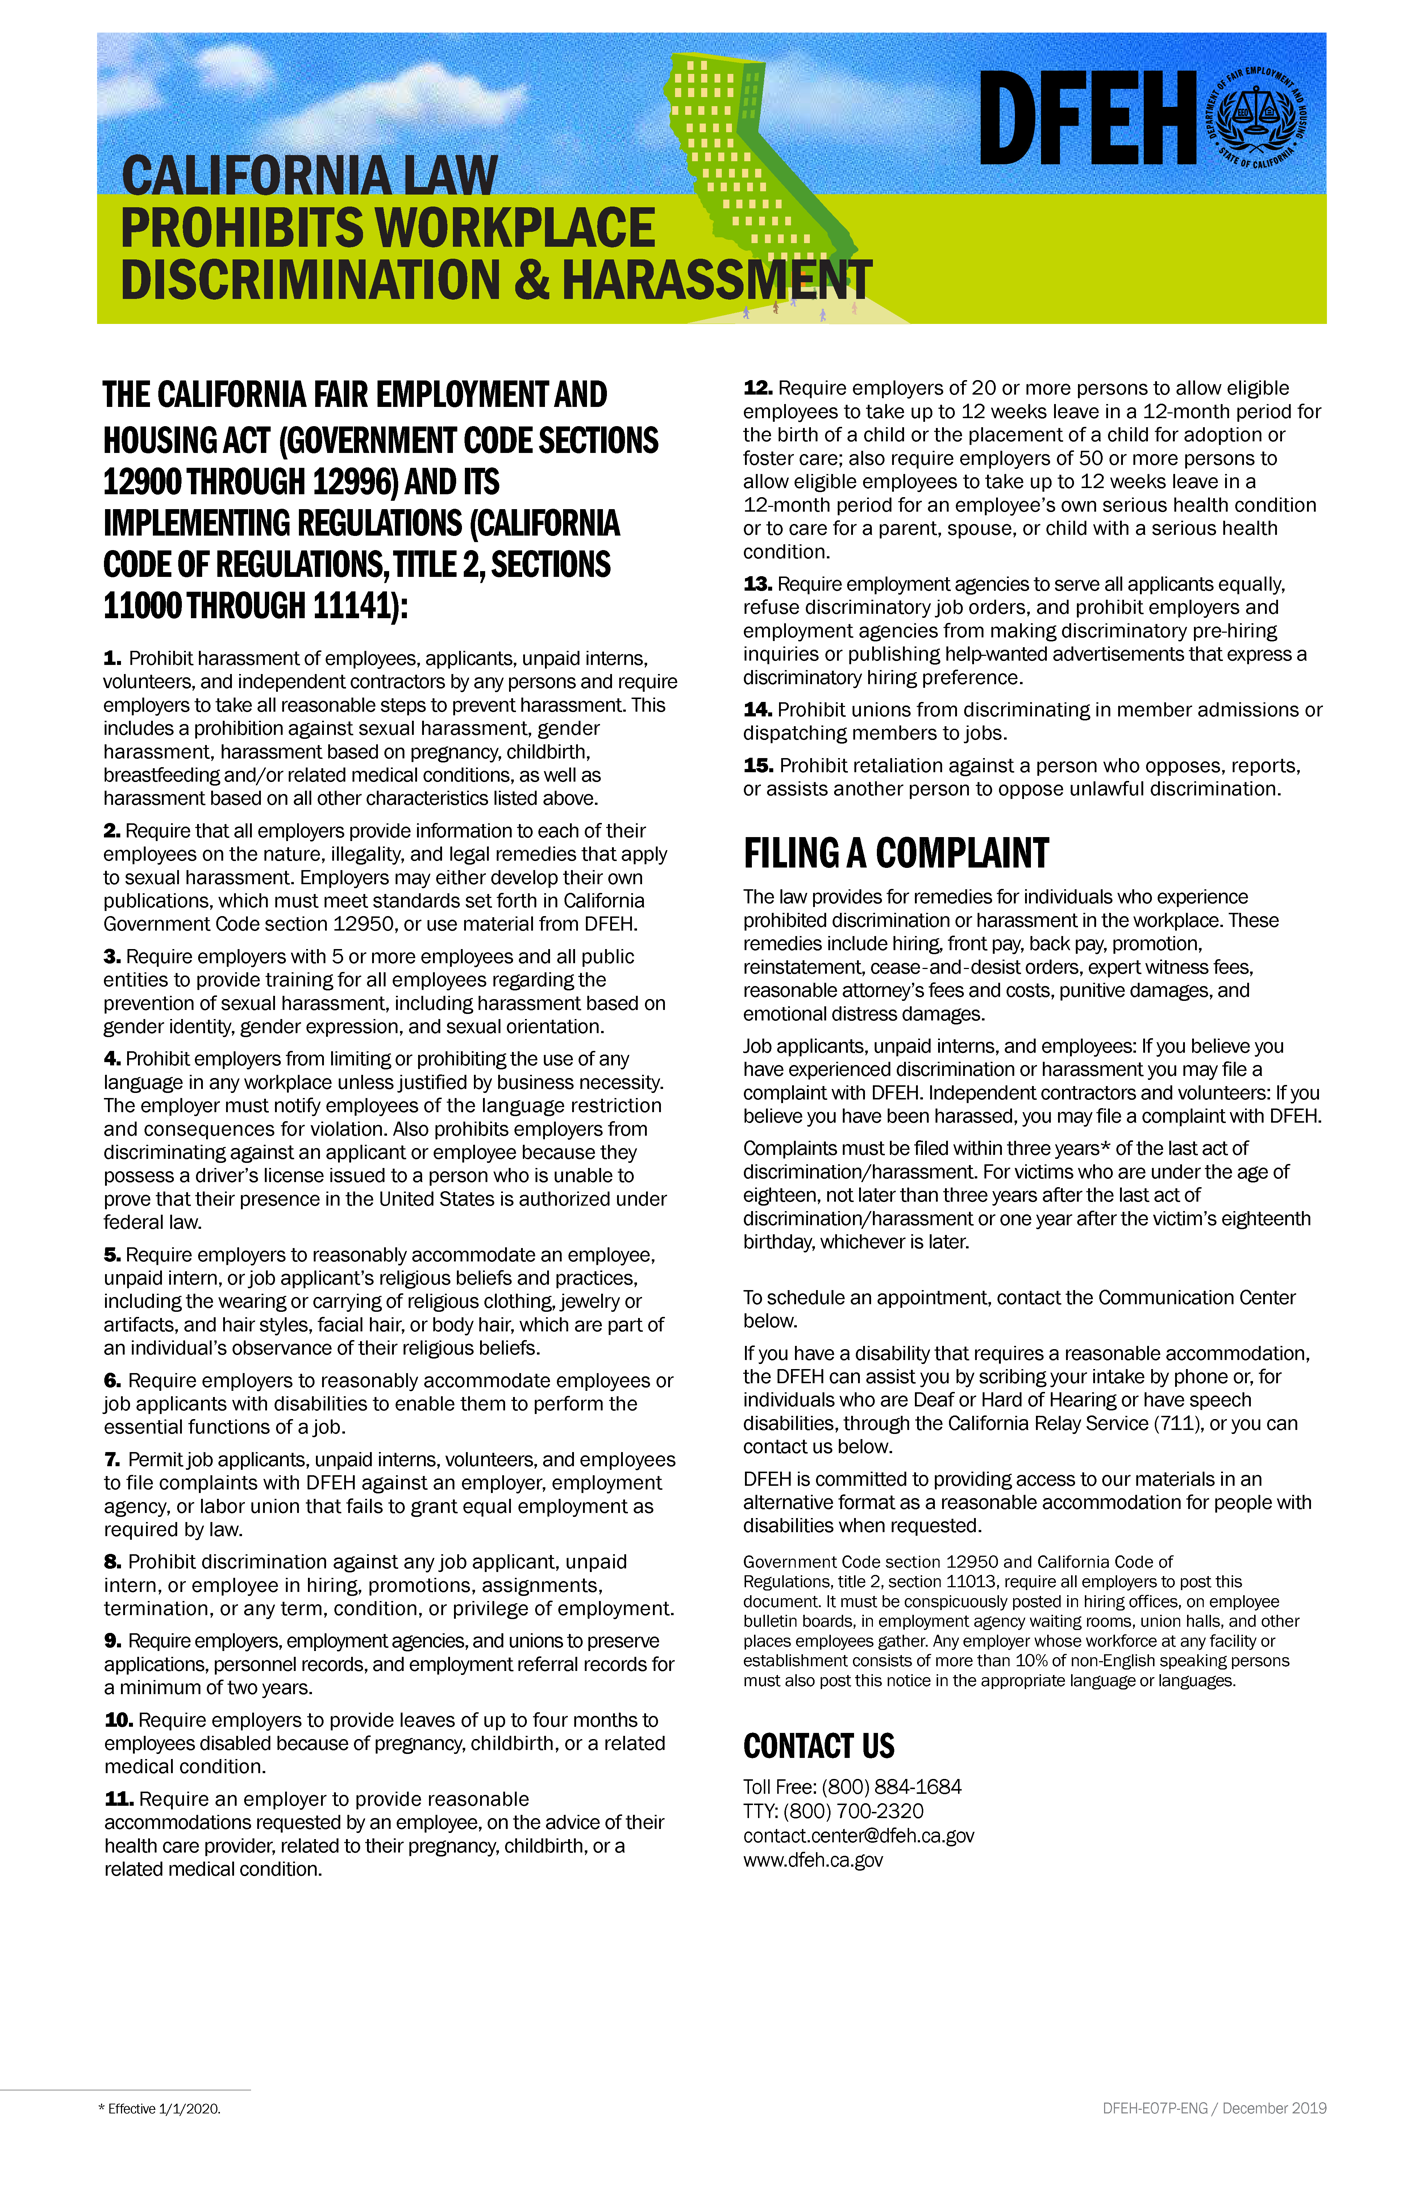 CALIFORNIA LAW
PROHIBITS WORKPLACE
DISCRIMINATION & HARASSMENT
DFEH
DEPARTMENT OF FAIR EMPLOYMENT AND HOUSING
• STATE OF CALIFORNIA •
THE CALIFORNIA FAIR EMPLOYMENT AND
HOUSING ACT (GOVERNMENT CODE SECTIONS
12900 THROUGH 12996) AND ITS
IMPLEMENTING REGULATIONS (CALIFORNIA
CODE OF REGULATIONS, TITLE 2, SECTIONS
11000 THROUGH 11141):
1. Prohibit harassment of employees, applicants, unpaid interns,
volunteers, and independent contractors by any persons and require
employers to take all reasonable steps to prevent harassment. This
includes a prohibition against sexual harassment, gender
harassment, harassment based on pregnancy, childbirth,
breastfeeding and/or related medical conditions, as well as
harassment based on all other characteristics listed above.
2. Require that all employers provide information to each of their
employees on the nature, illegality, and legal remedies that apply
to sexual harassment. Employers may either develop their own
publications, which must meet standards set forth in California
Government Code section 12950, or use material from DFEH.
3. Require employers with 5 or more employees and all public
entities to provide training for all employees regarding the
prevention of sexual harassment, including harassment based on
gender identity, gender expression, and sexual orientation.
4. Prohibit employers from limiting or prohibiting the use of any
language in any workplace unless justified by business necessity.
The employer must notify employees of the language restriction
and consequences for violation. Also prohibits employers from
discriminating against an applicant or employee because they
possess a driver's license issued to a person who is unable to
prove that their presence in the United States is authorized under
federal law.
5. Require employers to reasonably accommodate an employee,
unpaid intern, or job applicant's religious beliefs and practices,
including the wearing or carrying of religious clothing, jewelry or
artifacts, and hair styles, facial hair, or body hair, which are part of
an individual's observance of their religious beliefs.
6. Require employers to reasonably accommodate employees or
job applicants with disabilities to enable them to perform the
essential functions of a job.
7. Permit job applicants, unpaid interns, volunteers, and employees
to file complaints with DFEH against an employer, employment
agency, or labor union that fails to grant equal employment as
required by law.
8. Prohibit discrimination against any job applicant, unpaid
intern, or employee in hiring, promotions, assignments,
termination, or any term, condition, or privilege of employment.
9. Require employers, employment agencies, and unions to preserve
applications, personnel records, and employment referral records for
a minimum of two years.
10. Require employers to provide leaves of up to four months to
employees disabled because of pregnancy, childbirth, or a related
medical condition.
11. Require an employer to provide reasonable
accommodations requested by an employee, on the advice of their
health care provider, related to their pregnancy, childbirth, or a
related medical condition.
12. Require employers of 20 or more persons to allow eligible
employees to take up to 12 weeks leave in a 12-month period for
the birth of a child or the placement of a child for adoption or
foster care; also require employers of 50 or more persons to
allow eligible employees to take up to 12 weeks leave in a
12-month period for an employee's own serious health condition
or to care for a parent, spouse, or child with a serious health
condition.
13. Require employment agencies to serve all applicants equally,
refuse discriminatory job orders, and prohibit employers and
employment agencies from making discriminatory pre-hiring
inquiries or publishing help-wanted advertisements that express a
discriminatory hiring preference.
14. Prohibit unions from discriminating in member admissions or
dispatching members to jobs.
15. Prohibit retaliation against a person who opposes, reports,
or assists another person to oppose unlawful discrimination.
FILING A COMPLAINT
The law provides for remedies for individuals who experience
prohibited discrimination or harassment in the workplace. These
remedies include hiring, front pay, back pay, promotion,
reinstatement, cease-and-desist orders, expert witness fees,
reasonable attorney's fees and costs, punitive damages, and
emotional distress damages.
Job applicants, unpaid interns, and employees: If you believe you
have experienced discrimination or harassment you may file a
complaint with DFEH. Independent contractors and volunteers: If you
believe you have been harassed, you may file a complaint with DFEH.
Complaints must be filed within three years* of the last act of
discrimination/harassment. For victims who are under the age of
eighteen, not later than three years after the last act of
discrimination/harassment or one year after the victim's eighteenth
birthday, whichever is later.
To schedule an appointment, contact the Communication Center
below.
If you have a disability that requires a reasonable accommodation,
the DFEH can assist you by scribing your intake by phone or, for
individuals who are Deaf or Hard of Hearing or have speech
disabilities, through the California Relay Service (711), or you can
contact us below.
DFEH is committed to providing access to our materials in an
alternative format as a reasonable accommodation for people with
disabilities when requested.
Government Code section 12950 and California Code of
Regulations, title 2, section 11013, require all employers to post this
document. It must be conspicuously posted in hiring offices, on employee
bulletin boards, in employment agency waiting rooms, union halls, and other
places employees gather. Any employer whose workforce at any facility or
establishment consists of more than 10% of non-English speaking persons
must also post this notice in the appropriate language or languages.
CONTACT US
Toll Free: (800) 884-1684
TTY: (800) 700-2320
contact.center@dfeh.ca.gov
www.dfeh.ca.gov
* Effective 1/1/2020.
DFEH-E07P-ENG / December 2019